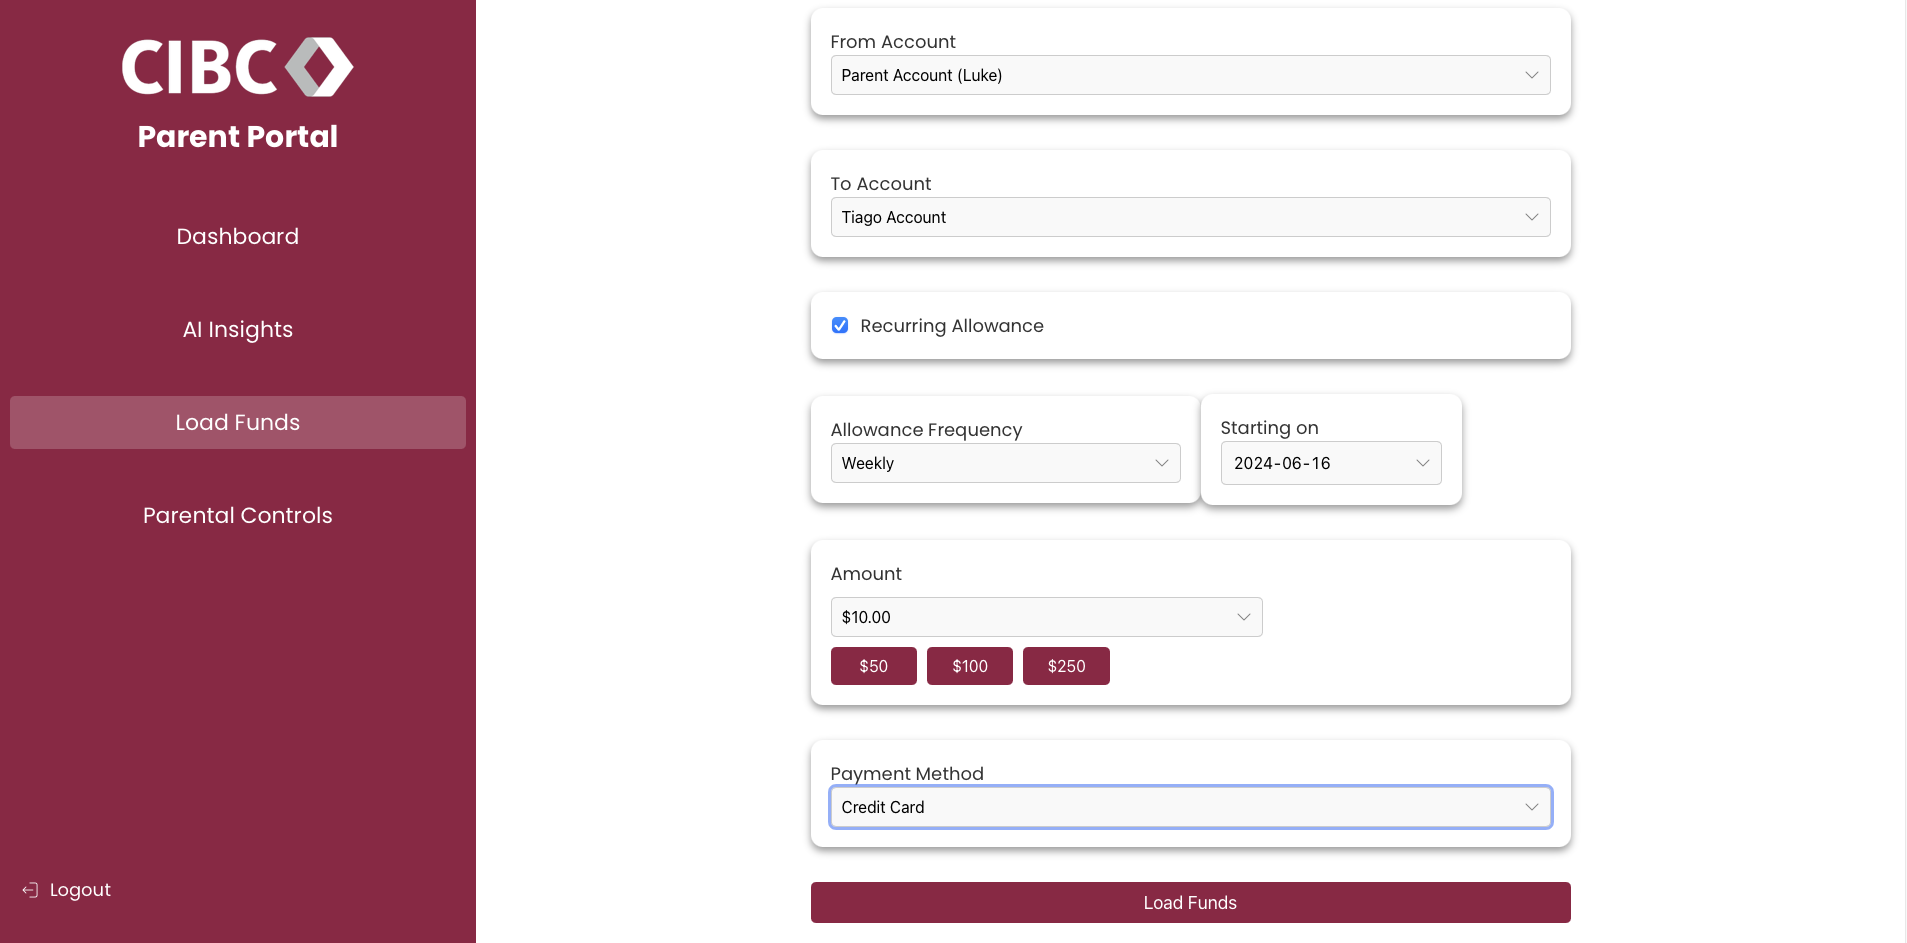 CIBC
Parent Portal
Dashboard
AI Insights
Load Funds
Parental Controls
Logout
From Account
Parent Account (Luke)
To Account
Tiago Account
Recurring Allowance
Allowance Frequency
Weekly
Starting on
2024-06-16
Amount
$10.00
$50 $100 $250
Payment Method
Credit Card
Load Funds